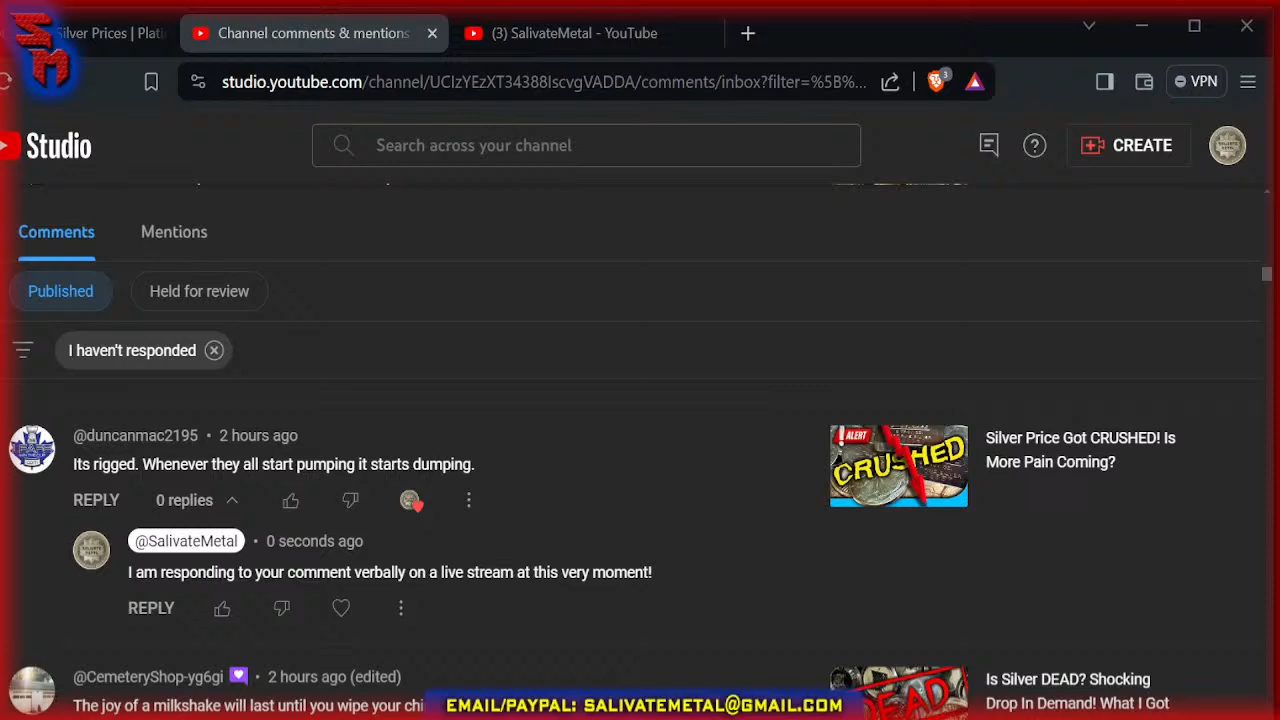 SM
Silver Prices | Plati
Channel comments & mentions
(3) SalivateMetal - YouTube
studio.youtube.com/channel/UCIzYEzXT34388IscvgVADDA/comments/inbox?filter=%5B%...
3
VPN
Studio
Search across your channel
CREATE
Comments
Mentions
Published
Held for review
I haven't responded
@duncanmac2195 • 2 hours ago
Its rigged. Whenever they all start pumping it starts dumping.
REPLY
0 replies
ALERT
CRUSHED
Silver Price Got CRUSHED! Is
More Pain Coming?
@SalivateMetal • 0 seconds ago
I am responding to your comment verbally on a live stream at this very moment!
REPLY
@CemeteryShop-yg6gi • 2 hours ago (edited)
The joy of a milkshake will last until you wipe your chi
DEAD
Is Silver DEAD? Shocking
Drop In Demand! What I Got
EMAIL/PAYPAL: SALIVATEMETAL@GMAIL.COM